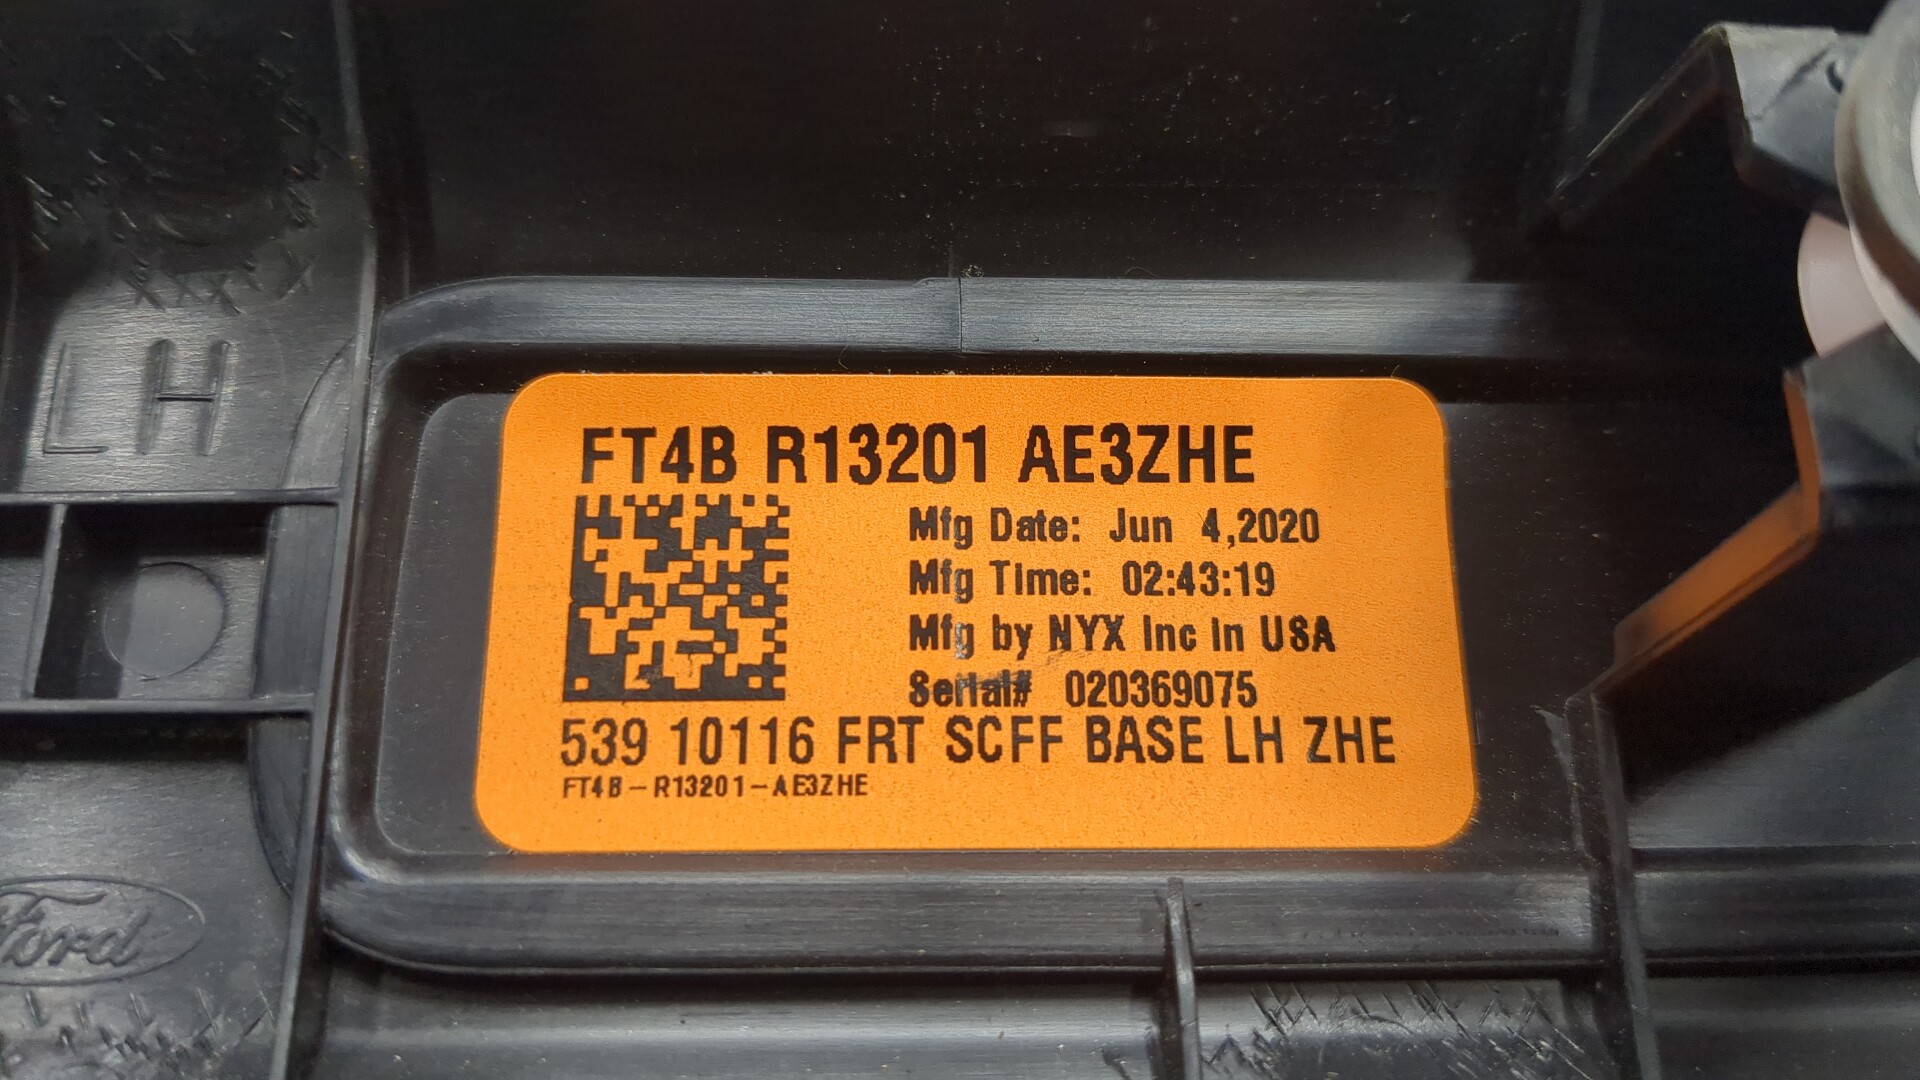 LH
FT4B R13201 AE3ZHE
Mfg Date: Jun 4,2020
Mfg Time: 02:43:19
Mfg by NYX Inc in USA
Serial# 020369075
539 10116 FRT SCFF BASE LH ZHE
FT4B-R13201-AE3ZHE
Ford